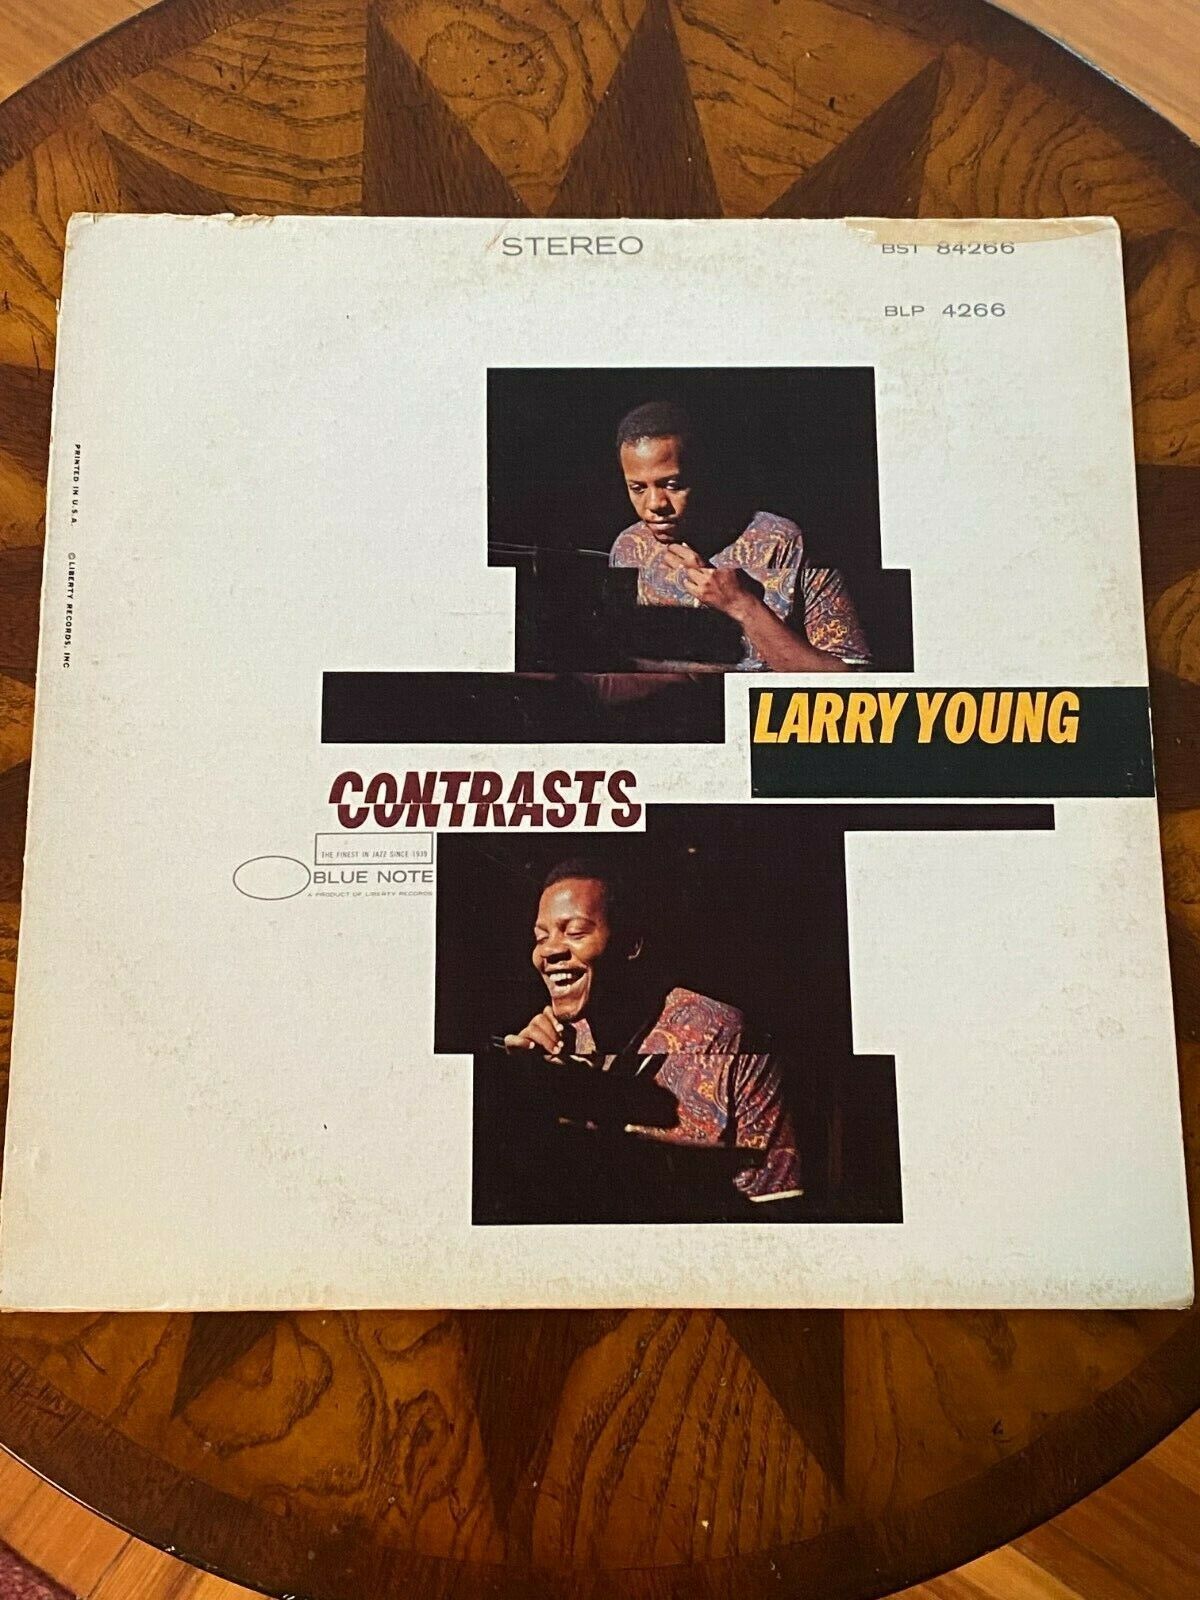 STEREO
BST 84266
BLP 4266
PRINTED IN U.S.A. © LIBERTY RECORDS, INC
LARRY YOUNG
CONTRASTS
THE FINEST IN JAZZ SINCE 1939
BLUE NOTE
A PRODUCT OF LIBERTY RECORDS